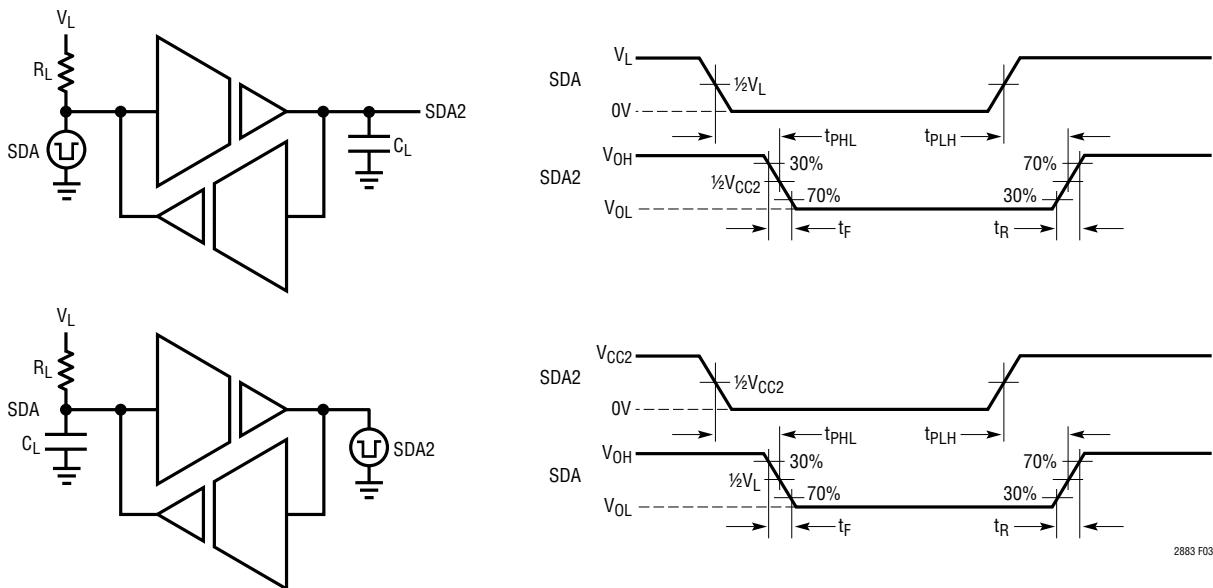 V_L
R_L
SDA
SDA2
C_L
V_L
SDA
½V_L
0V
t_PHL
t_PLH
V_OH
30%
70%
SDA2
½V_CC2
70%
30%
V_OL
t_F
t_R
V_L
R_L
SDA
C_L
SDA2
V_CC2
SDA2
½V_CC2
0V
t_PHL
t_PLH
V_OH
30%
70%
SDA
½V_L
70%
30%
V_OL
t_F
t_R
2883 F03